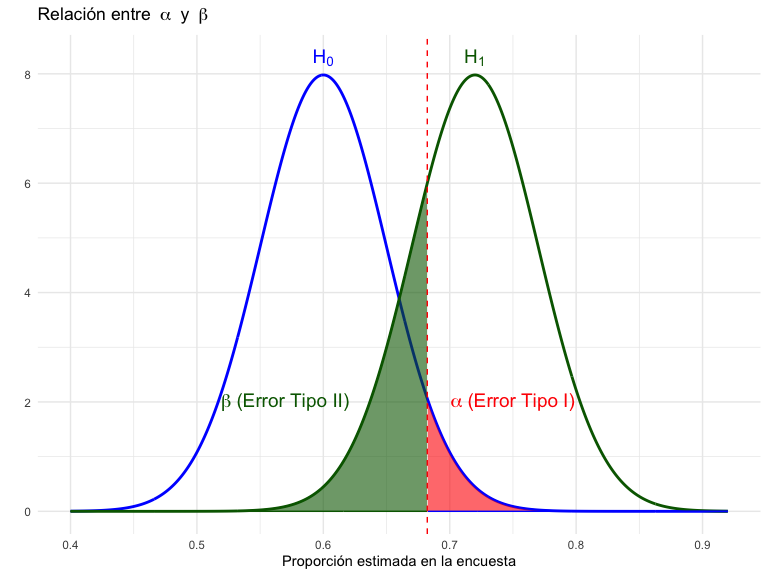 Relación entre α y β
H₀
H₁
8
6
4
2
0
β (Error Tipo II)
α (Error Tipo I)
0.4 0.5 0.6 0.7 0.8 0.9
Proporción estimada en la encuesta